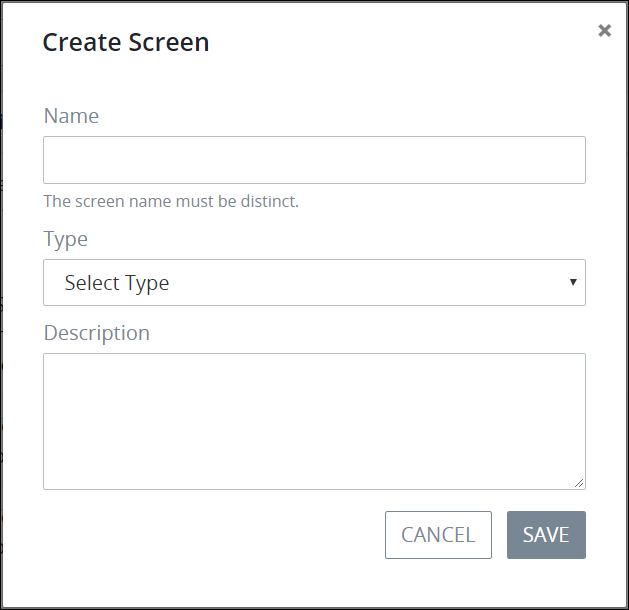 Create Screen
Name
The screen name must be distinct.
Type
Select Type
Description
CANCEL SAVE